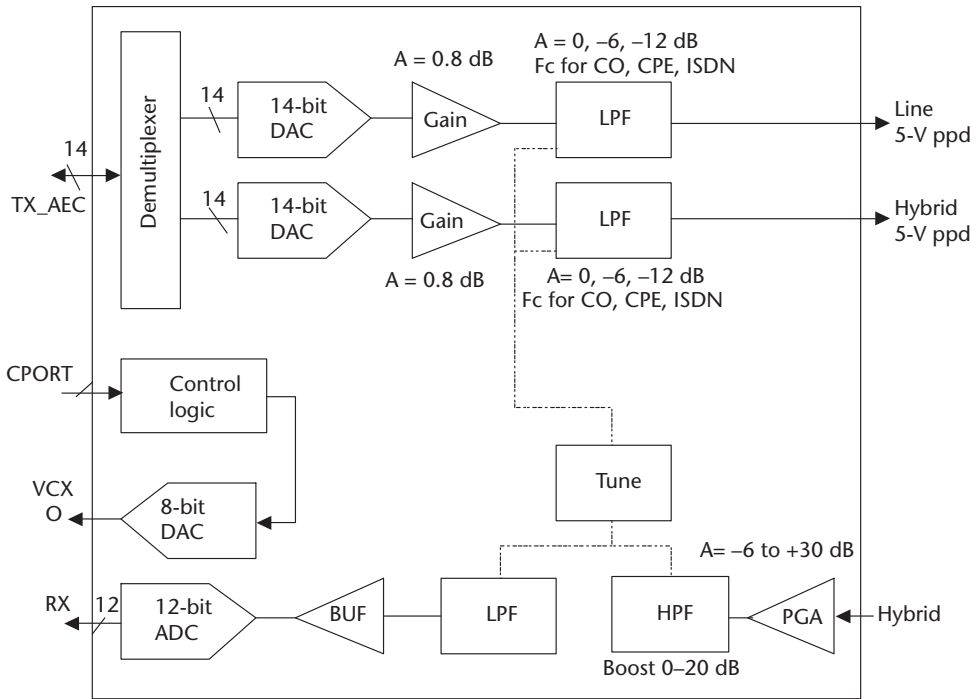 A = 0, –6, –12 dB
Fc for CO, CPE, ISDN
A = 0.8 dB
14
14-bit
DAC
Gain
LPF
Line
5-V ppd
14
TX_AEC
Demultiplexer
14
14-bit
DAC
Gain
LPF
Hybrid
5-V ppd
A = 0.8 dB
A= 0, –6, –12 dB
Fc for CO, CPE, ISDN
CPORT
Control
logic
Tune
VCX
O
8-bit
DAC
A= –6 to +30 dB
RX
12
12-bit
ADC
BUF
LPF
HPF
PGA
Hybrid
Boost 0–20 dB